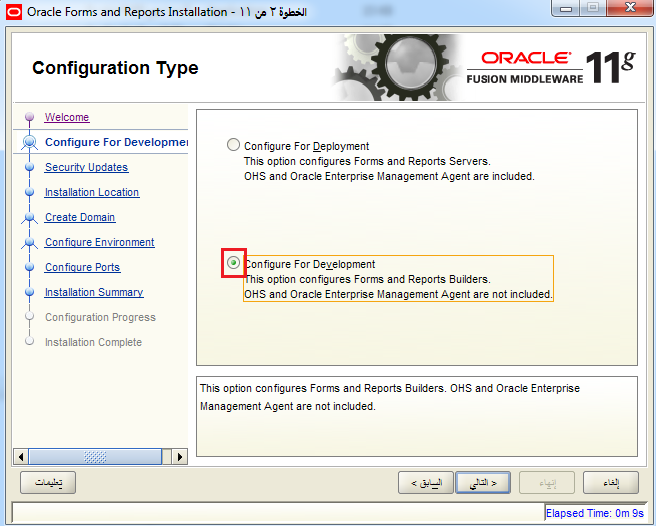 Oracle Forms and Reports Installation - الخطوة ٢ من ١١
Configuration Type
ORACLE
FUSION MIDDLEWARE 11g
Welcome
Configure For Developmer
Security Updates
Installation Location
Create Domain
Configure Environment
Configure Ports
Installation Summary
Configuration Progress
Installation Complete
Configure For Deployment
This option configures Forms and Reports Servers.
OHS and Oracle Enterprise Management Agent are included.
Configure For Development
This option configures Forms and Reports Builders.
OHS and Oracle Enterprise Management Agent are not included.
This option configures Forms and Reports Builders. OHS and Oracle Enterprise
Management Agent are not included.
تعليمات
< السابق
التالي >
إنهاء
إلغاء
Elapsed Time: 0m 9s